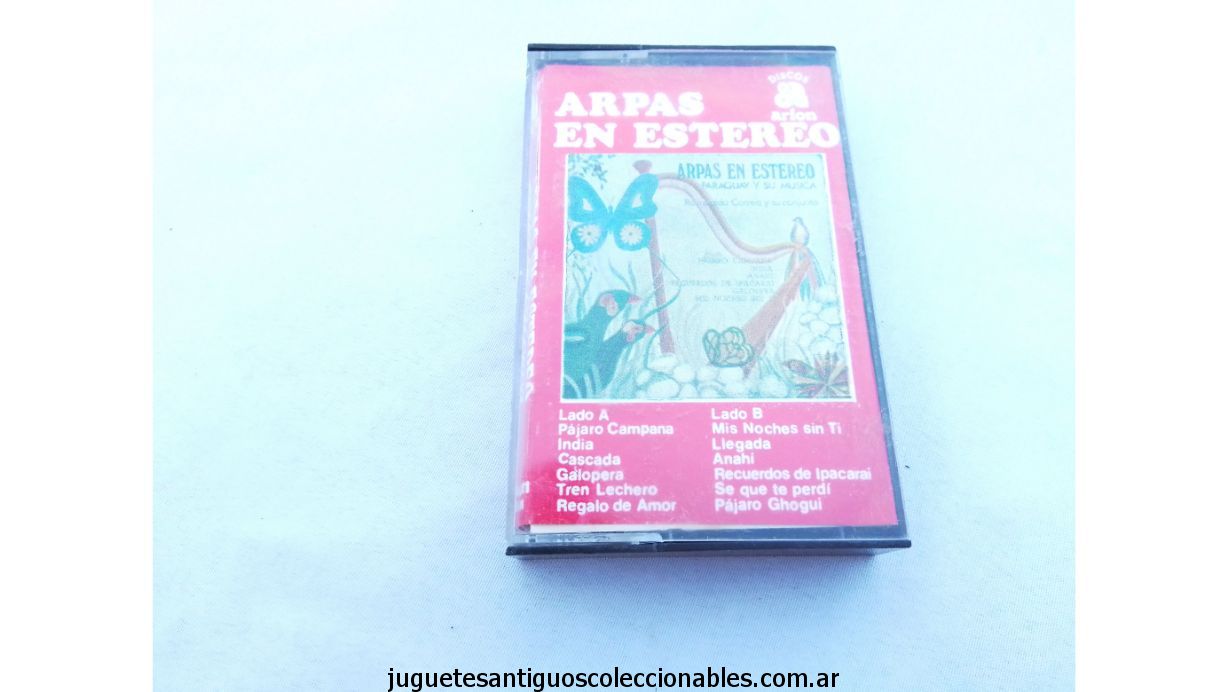 DISCOS
arion
ARPAS
EN ESTEREO
ARPAS EN ESTEREO
PARAGUAY Y SU MUSICA
y su conjunto
Lado A
Pájaro Campana
India
Cascada
Galopera
Tren Lechero
Regalo de Amor
Lado B
Mis Noches sin Ti
Llegada
Anahi
Recuerdos de Ipacarai
Se que te perdí
Pájaro Ghogui
juguetesantiguoscoleccionables.com.ar